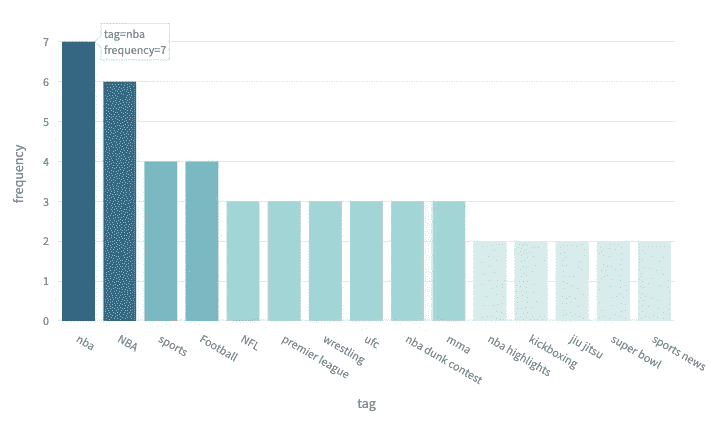 tag=nba
frequency=7
7
6
5
4
3
2
1
0
frequency
nba
NBA
sports
Football
NFL
premier league
wrestling
ufc
nba dunk contest
mma
nba highlights
kickboxing
jiu jitsu
super bowl
sports news
tag